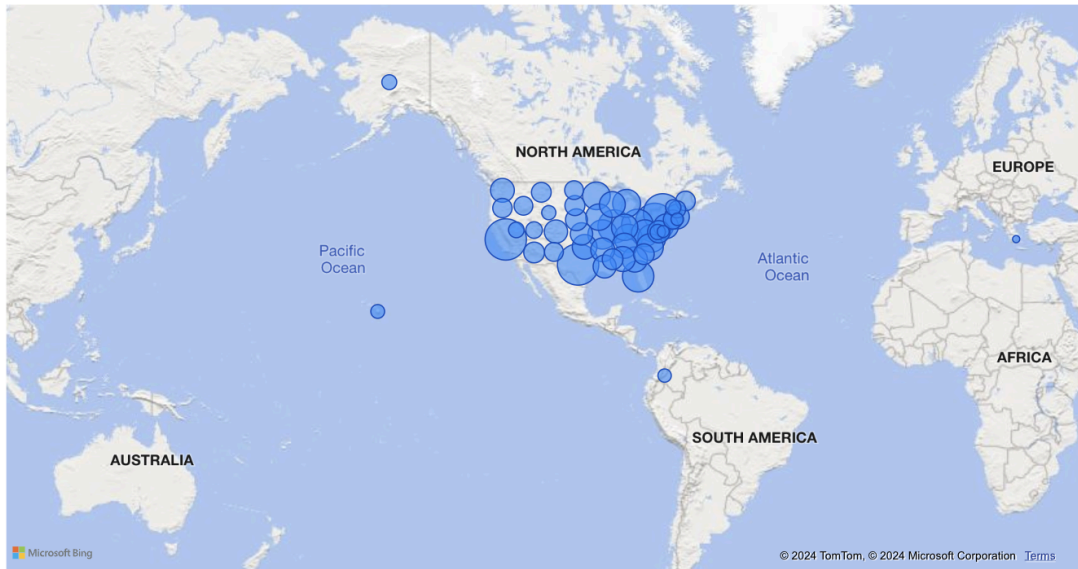 NORTH AMERICA
EUROPE
Pacific
Ocean
Atlantic
Ocean
AFRICA
SOUTH AMERICA
AUSTRALIA
Microsoft Bing
© 2024 TomTom, © 2024 Microsoft Corporation Terms